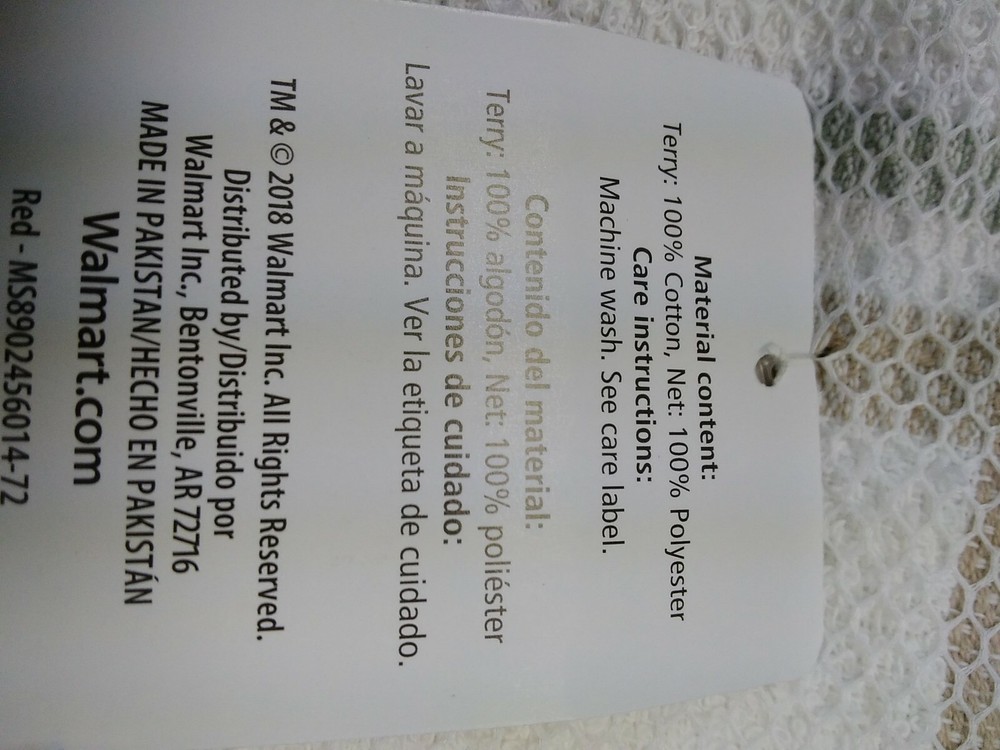 Material content:
Terry: 100% Cotton, Net: 100% Polyester
Care instructions:
Machine wash. See care label.
Contenido del material:
Terry: 100% algodón, Net: 100% poliéster
Instrucciones de cuidado:
Lavar a máquina. Ver la etiqueta de cuidado.
TM & © 2018 Walmart Inc. All Rights Reserved.
Distributed by/Distribuido por
Walmart Inc., Bentonville, AR 72716
MADE IN PAKISTAN/HECHO EN PAKISTÁN
Walmart.com
Red - MS89024556014-72